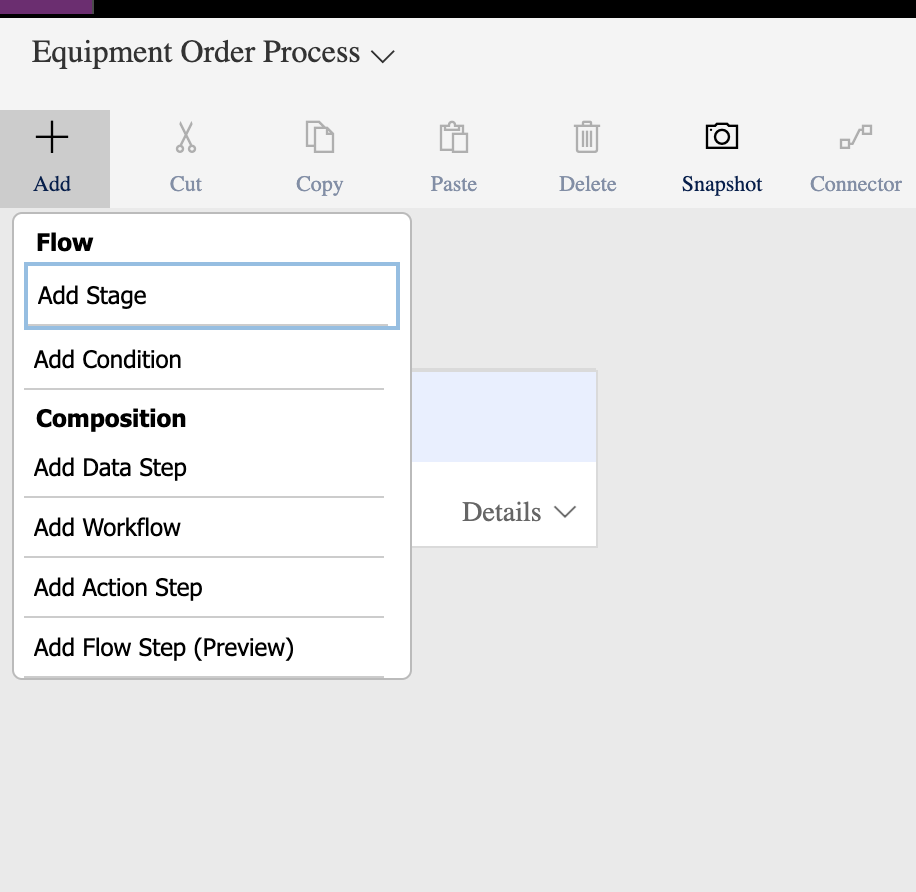 Equipment Order Process
Add
Cut
Copy
Paste
Delete
Snapshot
Connector
Flow
Add Stage
Add Condition
Composition
Add Data Step
Add Workflow
Add Action Step
Add Flow Step (Preview)
Details